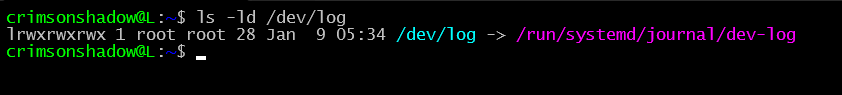 crimsonshadow@L:~$ ls -ld /dev/log
lrwxrwxrwx 1 root root 28 Jan  9 05:34 /dev/log -> /run/systemd/journal/dev-log
crimsonshadow@L:~$